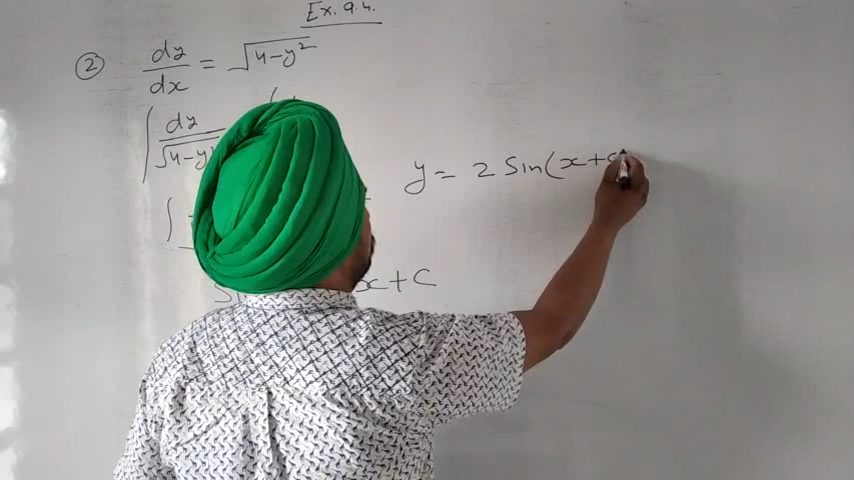 Ex. 9.4.
② dy/dx = √4-y²
∫ dy/√4-y²
y = 2 Sin(x+c
∫
x+C